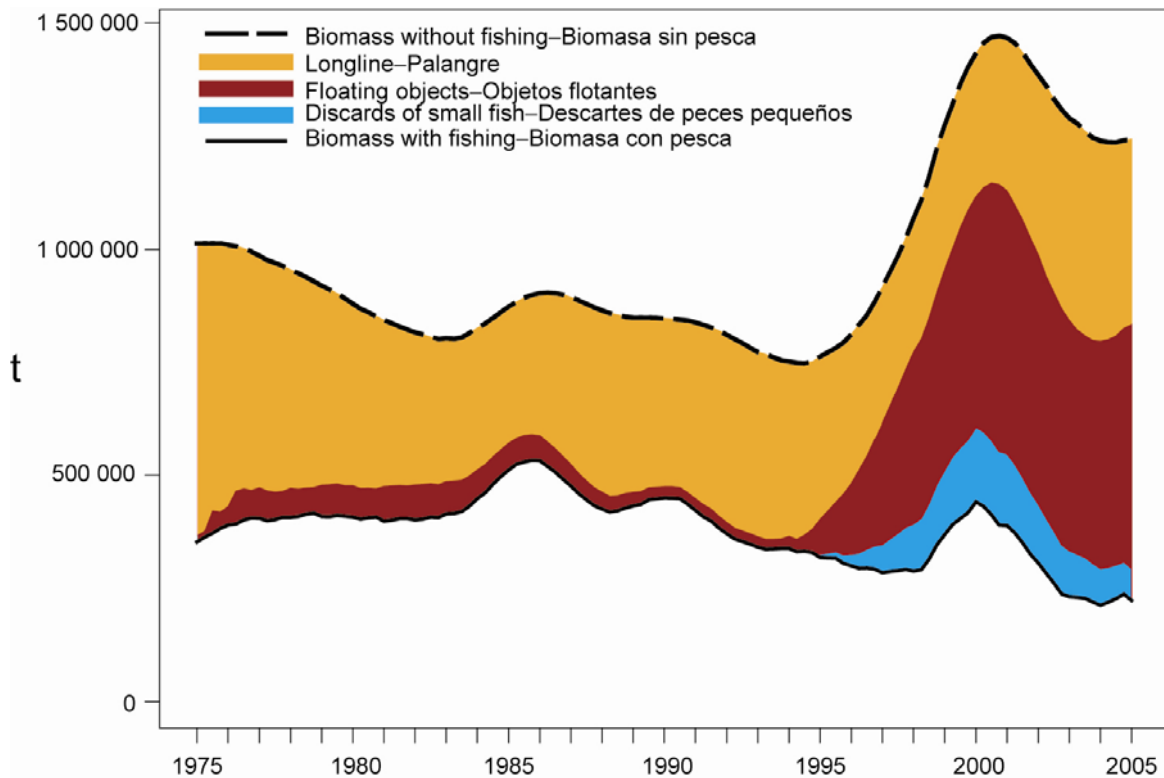 1 500 000
Biomass without fishing–Biomasa sin pesca
Longline–Palangre
Floating objects–Objetos flotantes
Discards of small fish–Descartes de peces pequeños
Biomass with fishing–Biomasa con pesca
1 000 000
t
500 000
0
1975 1980 1985 1990 1995 2000 2005